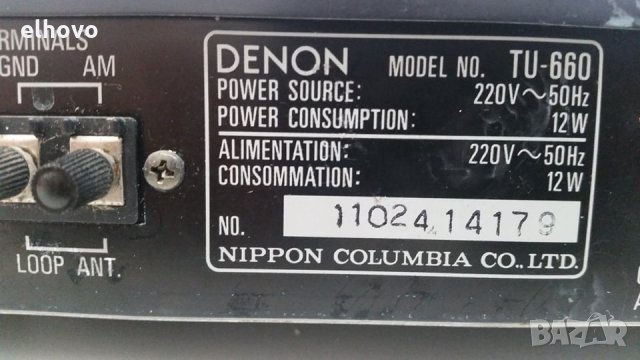 elhovo
TERMINALS
GND AM
LOOP ANT.
DENON MODEL NO. TU-660
POWER SOURCE: 220V~50Hz
POWER CONSUMPTION: 12W
ALIMENTATION: 220V~50Hz
CONSOMMATION: 12W
NO. 1102414179
NIPPON COLUMBIA CO., LTD.
BAZAR